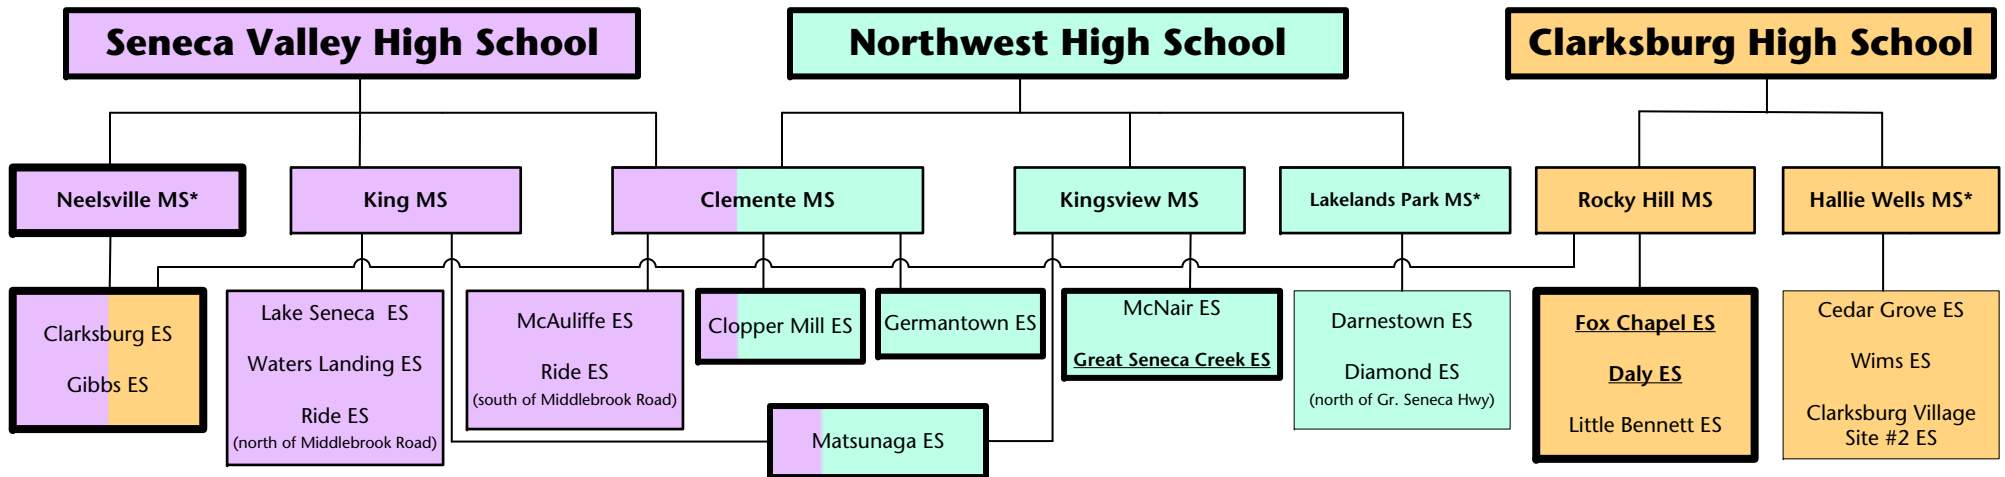 Seneca Valley High School
Northwest High School
Clarksburg High School
Neelsville MS*
King MS
Clemente MS
Kingsview MS
Lakelands Park MS*
Rocky Hill MS
Hallie Wells MS*
Clarksburg ES
Gibbs ES
Lake Seneca ES
Waters Landing ES
Ride ES
(north of Middlebrook Road)
McAuliffe ES
Ride ES
(south of Middlebrook Road)
Clopper Mill ES
Germantown ES
Matsunaga ES
McNair ES
Great Seneca Creek ES
Darnestown ES
Diamond ES
(north of Gr. Seneca Hwy)
Fox Chapel ES
Daly ES
Little Bennett ES
Cedar Grove ES
Wims ES
Clarksburg Village
Site #2 ES